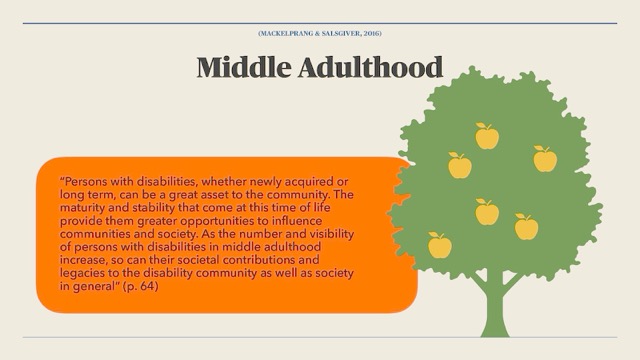 (MACKELPRANG & SALSGIVER, 2016)
Middle Adulthood
“Persons with disabilities, whether newly acquired or
long term, can be a great asset to the community. The
maturity and stability that come at this time of life
provide them greater opportunities to influence
communities and society. As the number and visibility
of persons with disabilities in middle adulthood
increase, so can their societal contributions and
legacies to the disability community as well as society
in general” (p. 64)